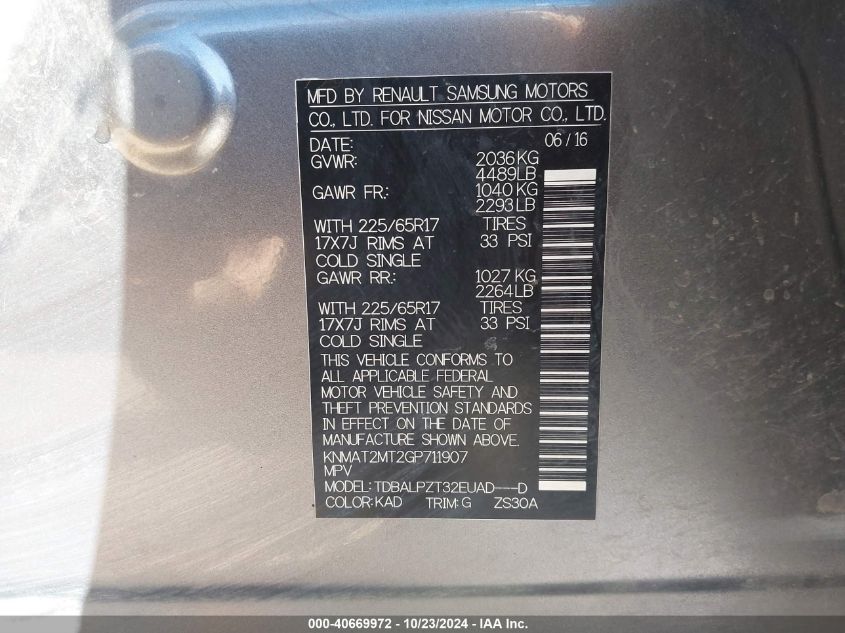 MFD BY RENAULT SAMSUNG MOTORS
CO., LTD. FOR NISSAN MOTOR CO., LTD.
DATE: 06/16
GVWR: 2036KG
4489LB
GAWR FR.: 1040KG
2293LB
WITH 225/65R17 TIRES
17X7J RIMS AT 33 PSI
COLD SINGLE
GAWR RR.: 1027KG
2264LB
WITH 225/65R17 TIRES
17X7J RIMS AT 33 PSI
COLD SINGLE
THIS VEHICLE CONFORMS TO
ALL APPLICABLE FEDERAL
MOTOR VEHICLE SAFETY AND
THEFT PREVENTION STANDARDS
IN EFFECT ON THE DATE OF
MANUFACTURE SHOWN ABOVE.
KNMAT2MT2GP711907
MPV
MODEL:TDBALPZT32EUAD---D
COLOR:KAD TRIM:G ZS30A
000-40669972 - 10/23/2024 - IAA Inc.